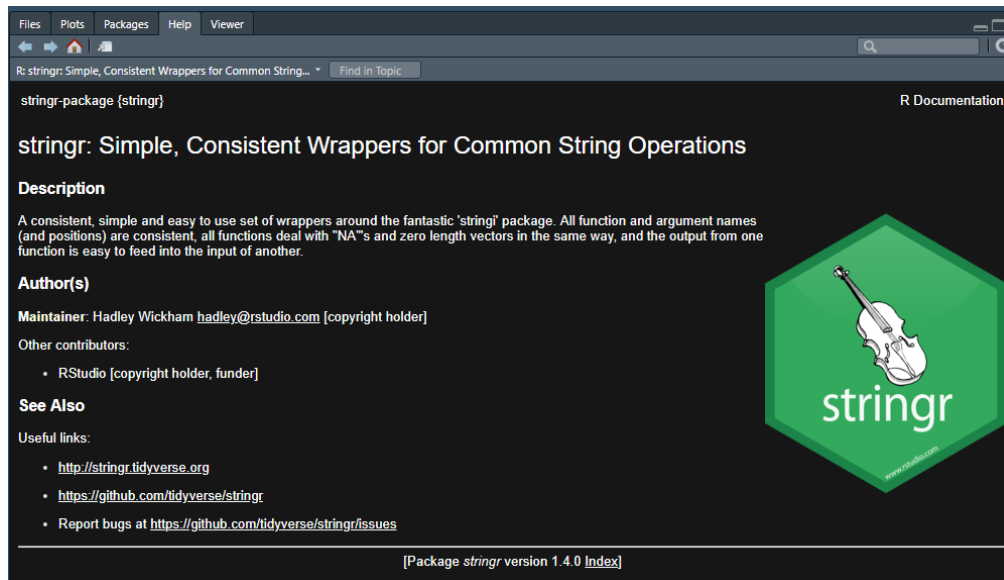 Files Plots Packages Help Viewer
R: stringr: Simple, Consistent Wrappers for Common String... Find in Topic
stringr-package {stringr} R Documentation
stringr: Simple, Consistent Wrappers for Common String Operations
Description
A consistent, simple and easy to use set of wrappers around the fantastic 'stringi' package. All function and argument names
(and positions) are consistent, all functions deal with "NA"'s and zero length vectors in the same way, and the output from one
function is easy to feed into the input of another.
Author(s)
Maintainer: Hadley Wickham hadley@rstudio.com [copyright holder]
Other contributors:
• RStudio [copyright holder, funder]
See Also
Useful links:
• http://stringr.tidyverse.org
• https://github.com/tidyverse/stringr
• Report bugs at https://github.com/tidyverse/stringr/issues
stringr
www.rstudio.com
[Package stringr version 1.4.0 Index]